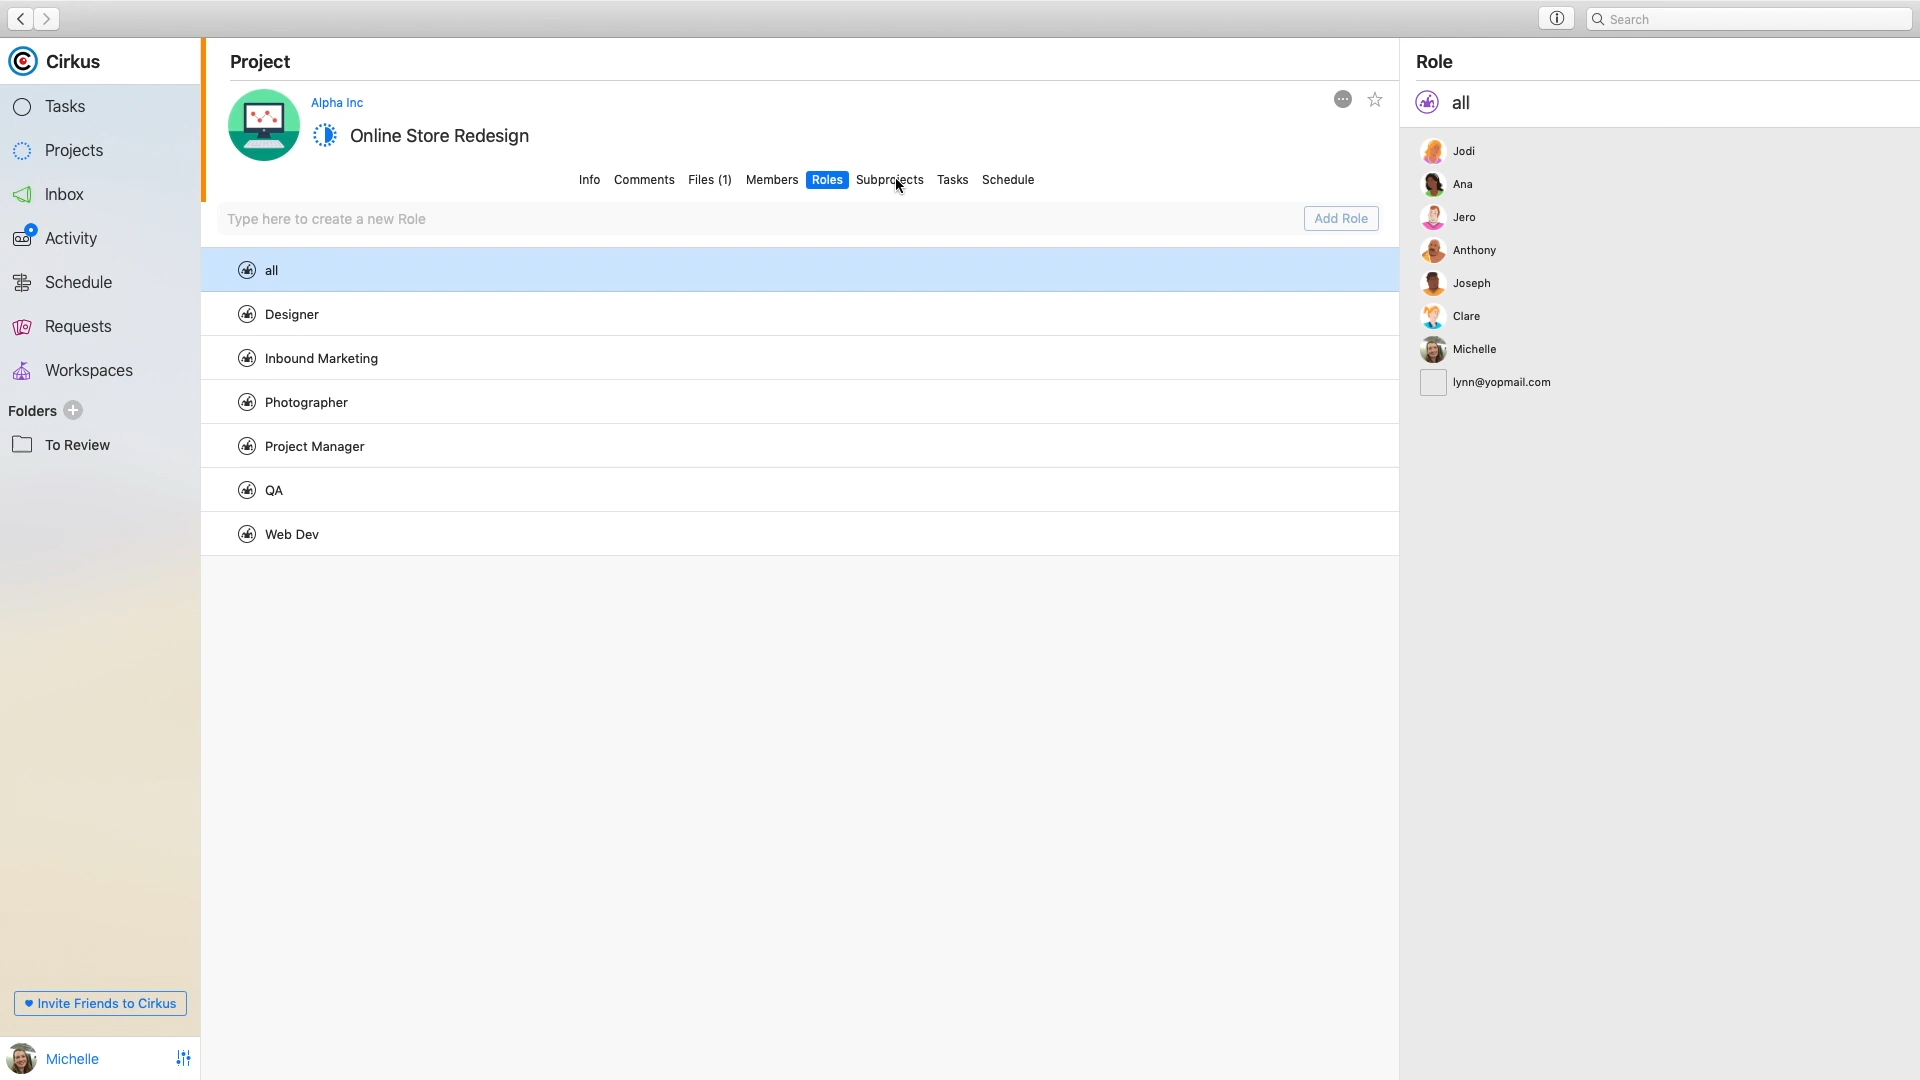 Search
Cirkus
Tasks
Projects
Inbox
Activity
Schedule
Requests
Workspaces
Folders
To Review
Invite Friends to Cirkus
Michelle
Project
Alpha Inc
Online Store Redesign
Info Comments Files (1) Members Roles Subprojects Tasks Schedule
Type here to create a new Role Add Role
all
Designer
Inbound Marketing
Photographer
Project Manager
QA
Web Dev
Role
all
Jodi
Ana
Jero
Anthony
Joseph
Clare
Michelle
lynn@yopmail.com